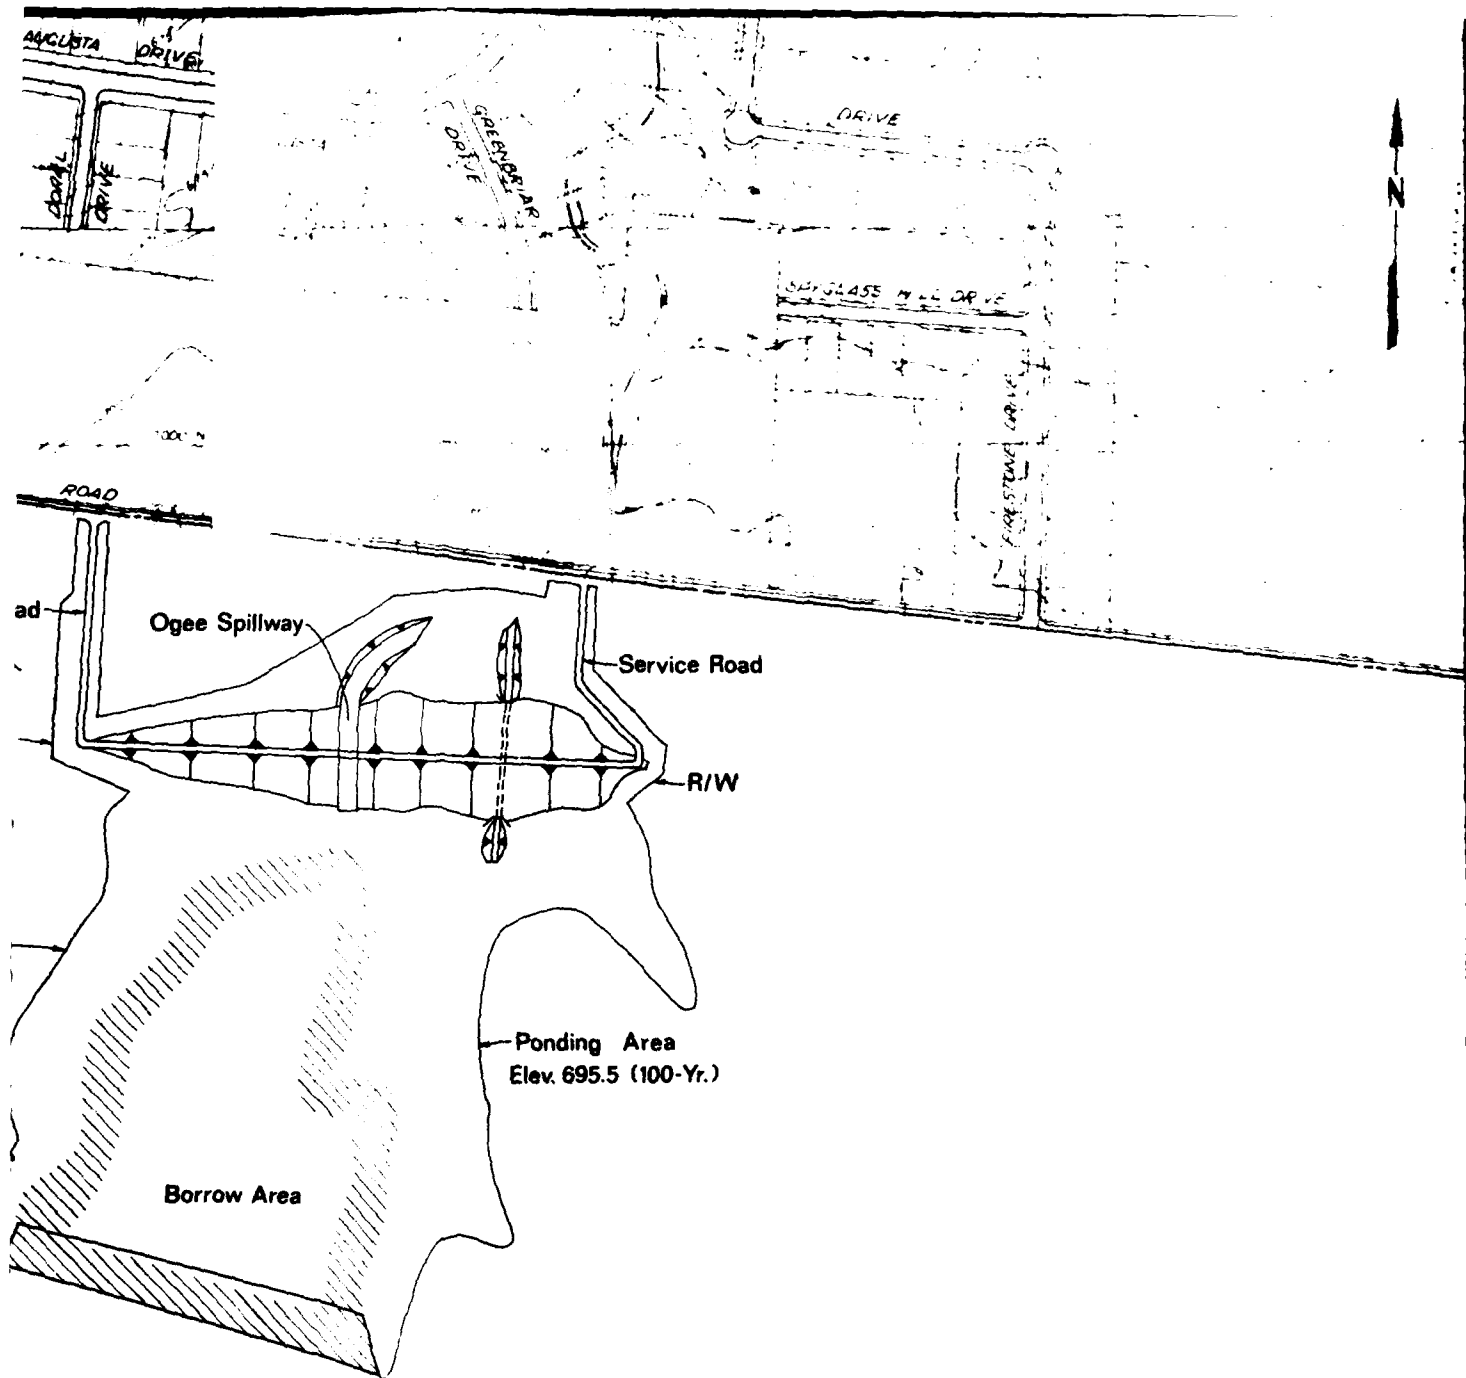 AUGUSTA DRIVE
DRIVE
GREENBRIAR
DRIVE
DORAL
DRIVE
N
SPYGLASS HILL DRIVE
FIRESTONE DRIVE
ROAD
ad
Ogee Spillway
Service Road
R/W
Ponding Area
Elev. 695.5 (100-Yr.)
Borrow Area